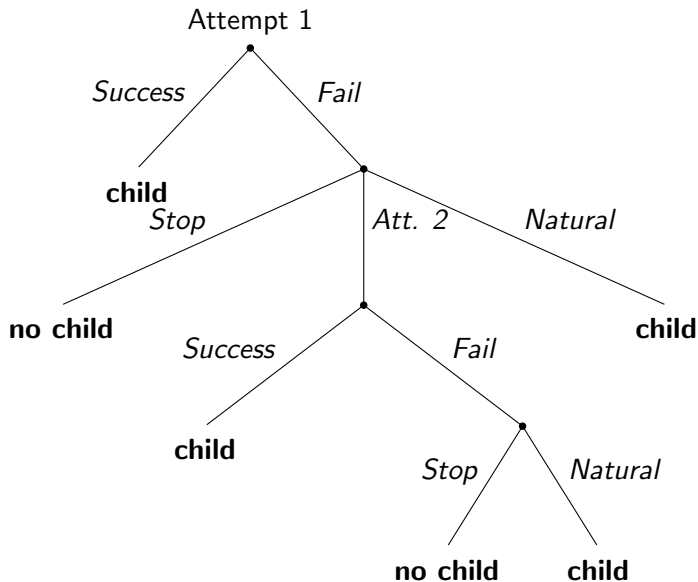 Attempt 1
Success
Fail
child
Stop
Att. 2
Natural
no child
child
Success
Fail
child
Stop
Natural
no child
child